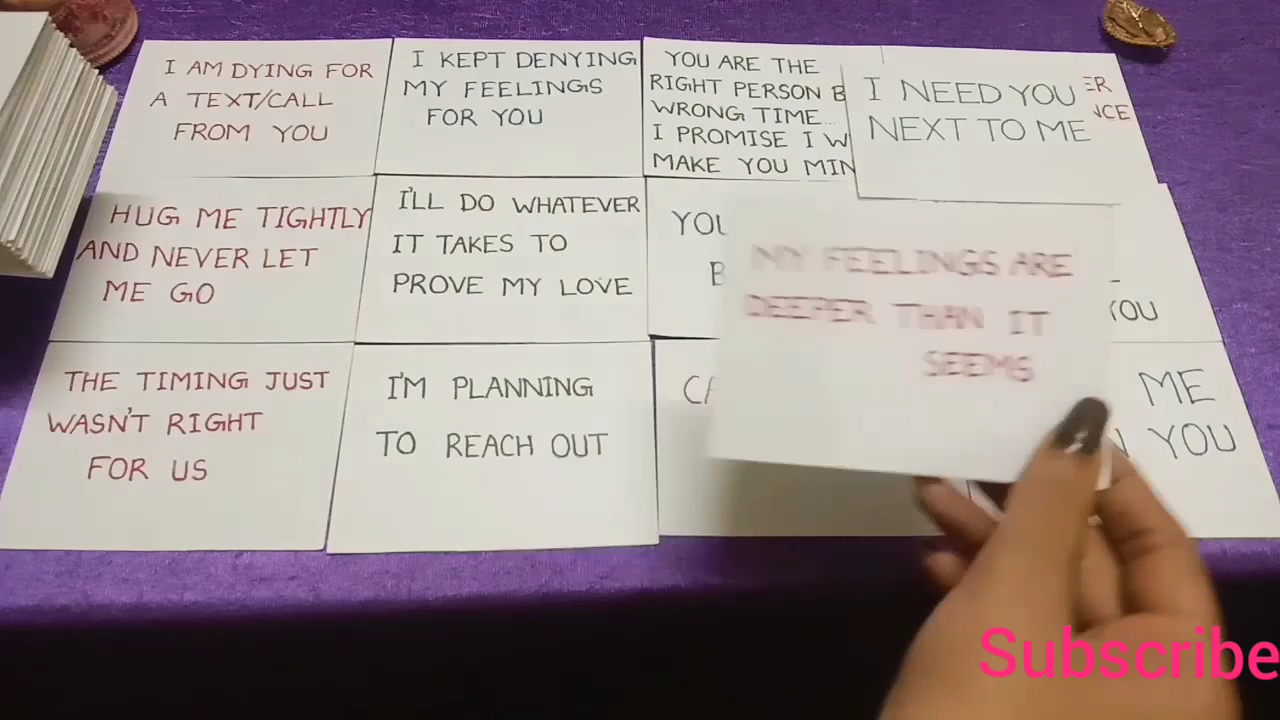 I AM DYING FOR
A TEXT/CALL
FROM YOU
I KEPT DENYING
MY FEELINGS
FOR YOU
YOU ARE THE
RIGHT PERSON
WRONG TIME...
I PROMISE I
MAKE YOU
I NEED YOU
NEXT TO ME
HUG ME TIGHTLY
AND NEVER LET
ME GO
I'LL DO WHATEVER
IT TAKES TO
PROVE MY LOVE
MY FEELINGS ARE
DEEPER THAN IT
SEEMS
THE TIMING JUST
WASN'T RIGHT
FOR US
I'M PLANNING
TO REACH OUT
ME
YOU
Subscribe